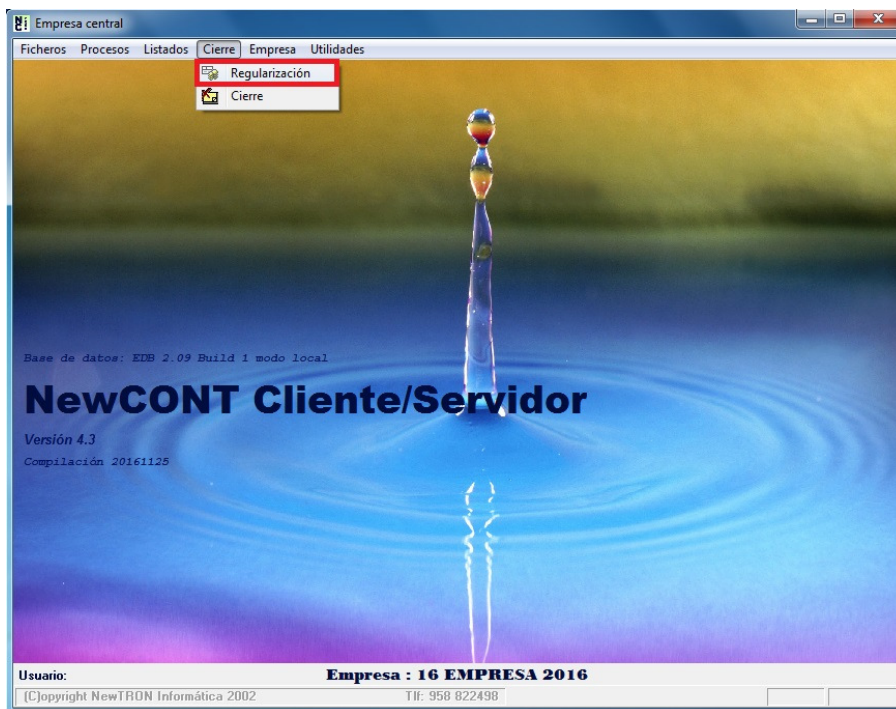 Empresa central
Ficheros Procesos Listados Cierre Empresa Utilidades
Regularización
Cierre
Base de datos: EDB 2.09 Build 1 modo local
NewCONT Cliente/Servidor
Versión 4.3
Compilación 20161125
Usuario: Empresa : 16 EMPRESA 2016
(C)opyright NewTRON Informática 2002 Tlf: 958 822498